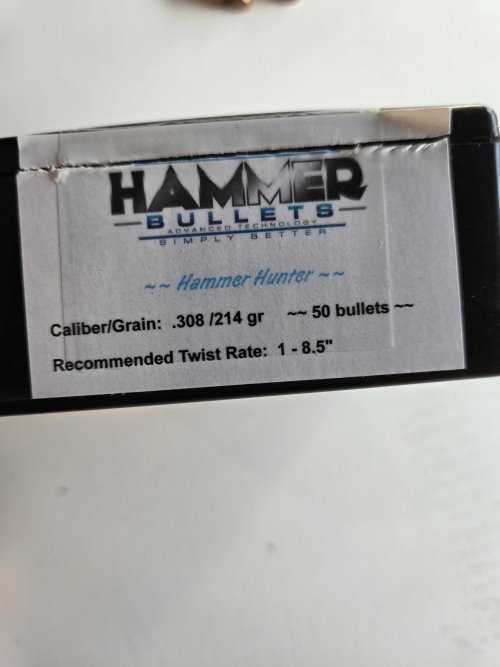 HAMMER
BULLETS
ADVANCED TECHNOLOGY
SIMPLY BETTER
~~ Hammer Hunter ~~
Caliber/Grain: .308 /214 gr ~~ 50 bullets ~~
Recommended Twist Rate: 1 - 8.5"